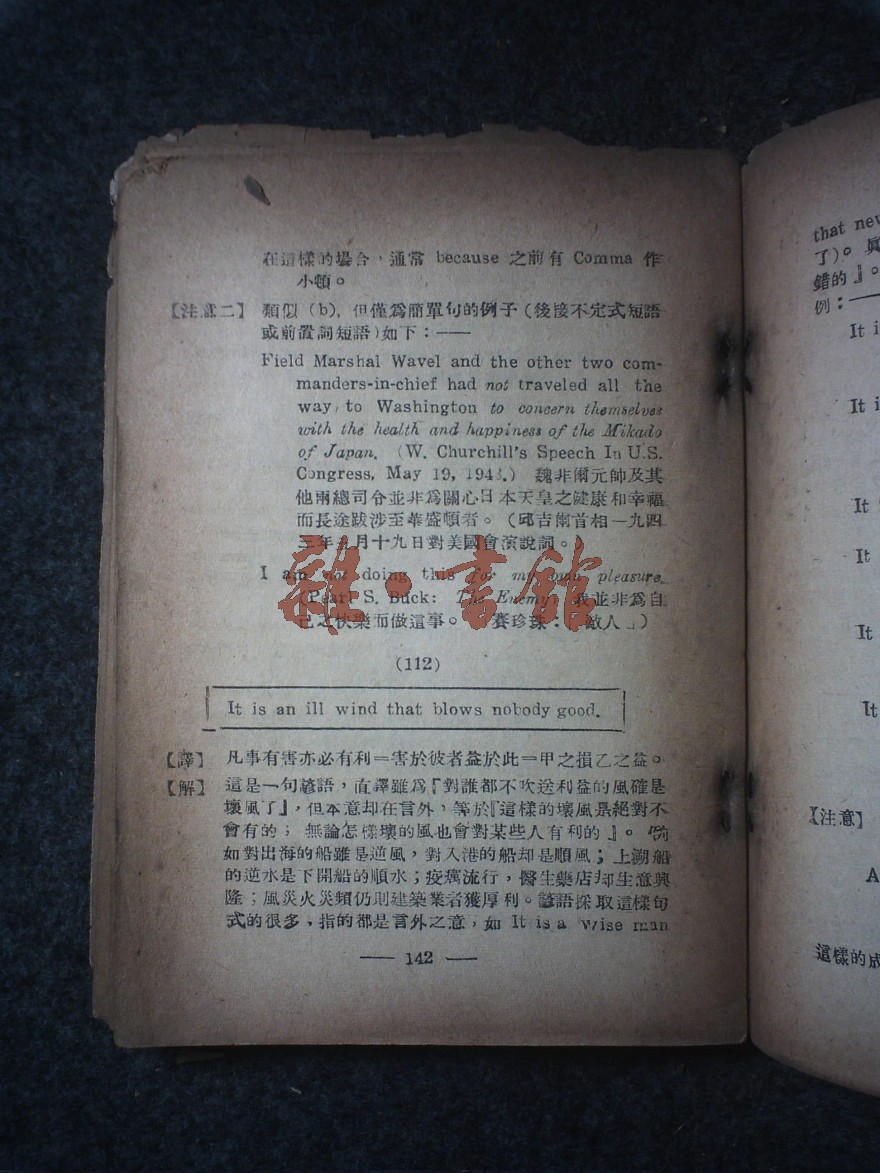 在這樣的場合，通常 because 之前有 Comma 作
小頓。
【注意二】 類似 (b)，但僅爲簡單句的例子（後接不定式短語
或前置詞短語）如下：——
Field Marshal Wavel and the other two com-
manders-in-chief had not traveled all the
way, to Washington to concern themselves
with the health and happiness of the Mikado
of Japan. (W. Churchill's Speech In U.S.
Congress, May 19, 1943.) 魏非爾元帥及其
他兩總司令並非爲關心日本天皇之健康和幸福
而長途跋涉至華盛頓者。（邱吉爾首相一九四
三年五月十九日對美國會演說詞。）
I am not doing this for my own pleasure.
(Pearl S. Buck: The Enemy) 我並非爲自
己之快樂而做這事。（賽珍珠：「敵人」）
(112)
It is an ill wind that blows nobody good.
【譯】 凡事有害亦必有利＝害於彼者益於此＝甲之損乙之益。
【解】 這是一句諺語，直譯雖爲『對誰都不吹送利益的風確是
壞風了』，但本意却在言外，等於『這樣的壞風是絕對不
會有的；無論怎樣壞的風也會對某些人有利的』。例
如對出海的船雖是逆風，對入港的船却是順風；上溯船
的逆水是下開船的順水；疫癘流行，醫生藥店却生意興
隆；風災火災頻仍則建築業者獲厚利。諺語採取這樣句
式的很多，指的都是言外之意，如 It is a wise man
— 142 —
that nev
了)。真
錯的』。
例：——
It i
It i
It
It
It
It
【注意】
A
這樣的成
雜·書館